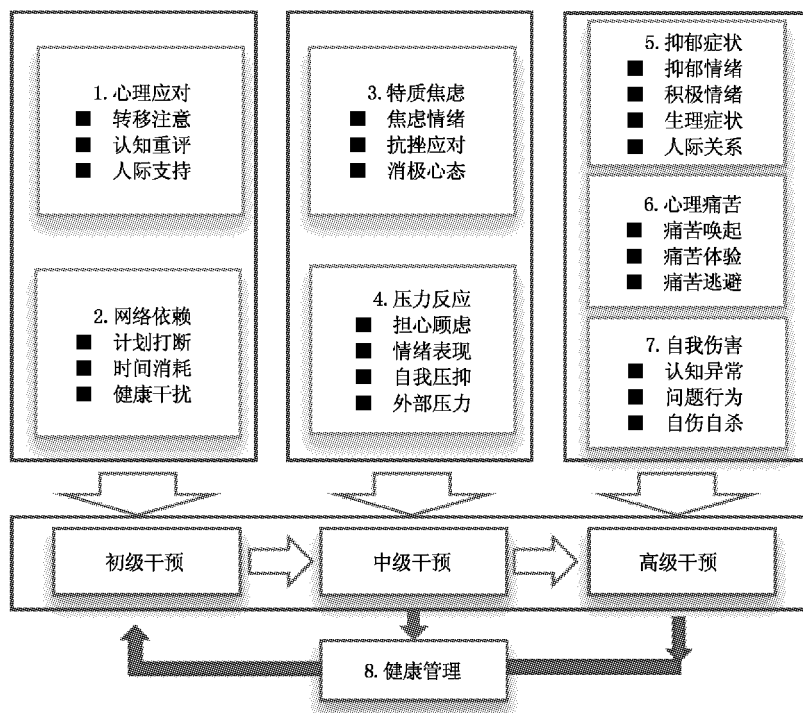 1. 心理应对
■ 转移注意
■ 认知重评
■ 人际支持
2. 网络依赖
■ 计划打断
■ 时间消耗
■ 健康干扰
3. 特质焦虑
■ 焦虑情绪
■ 抗挫应对
■ 消极心态
4. 压力反应
■ 担心顾虑
■ 情绪表现
■ 自我压抑
■ 外部压力
5. 抑郁症状
■ 抑郁情绪
■ 积极情绪
■ 生理症状
■ 人际关系
6. 心理痛苦
■ 痛苦唤起
■ 痛苦体验
■ 痛苦逃避
7. 自我伤害
■ 认知异常
■ 问题行为
■ 自伤自杀
初级干预
中级干预
高级干预
8. 健康管理